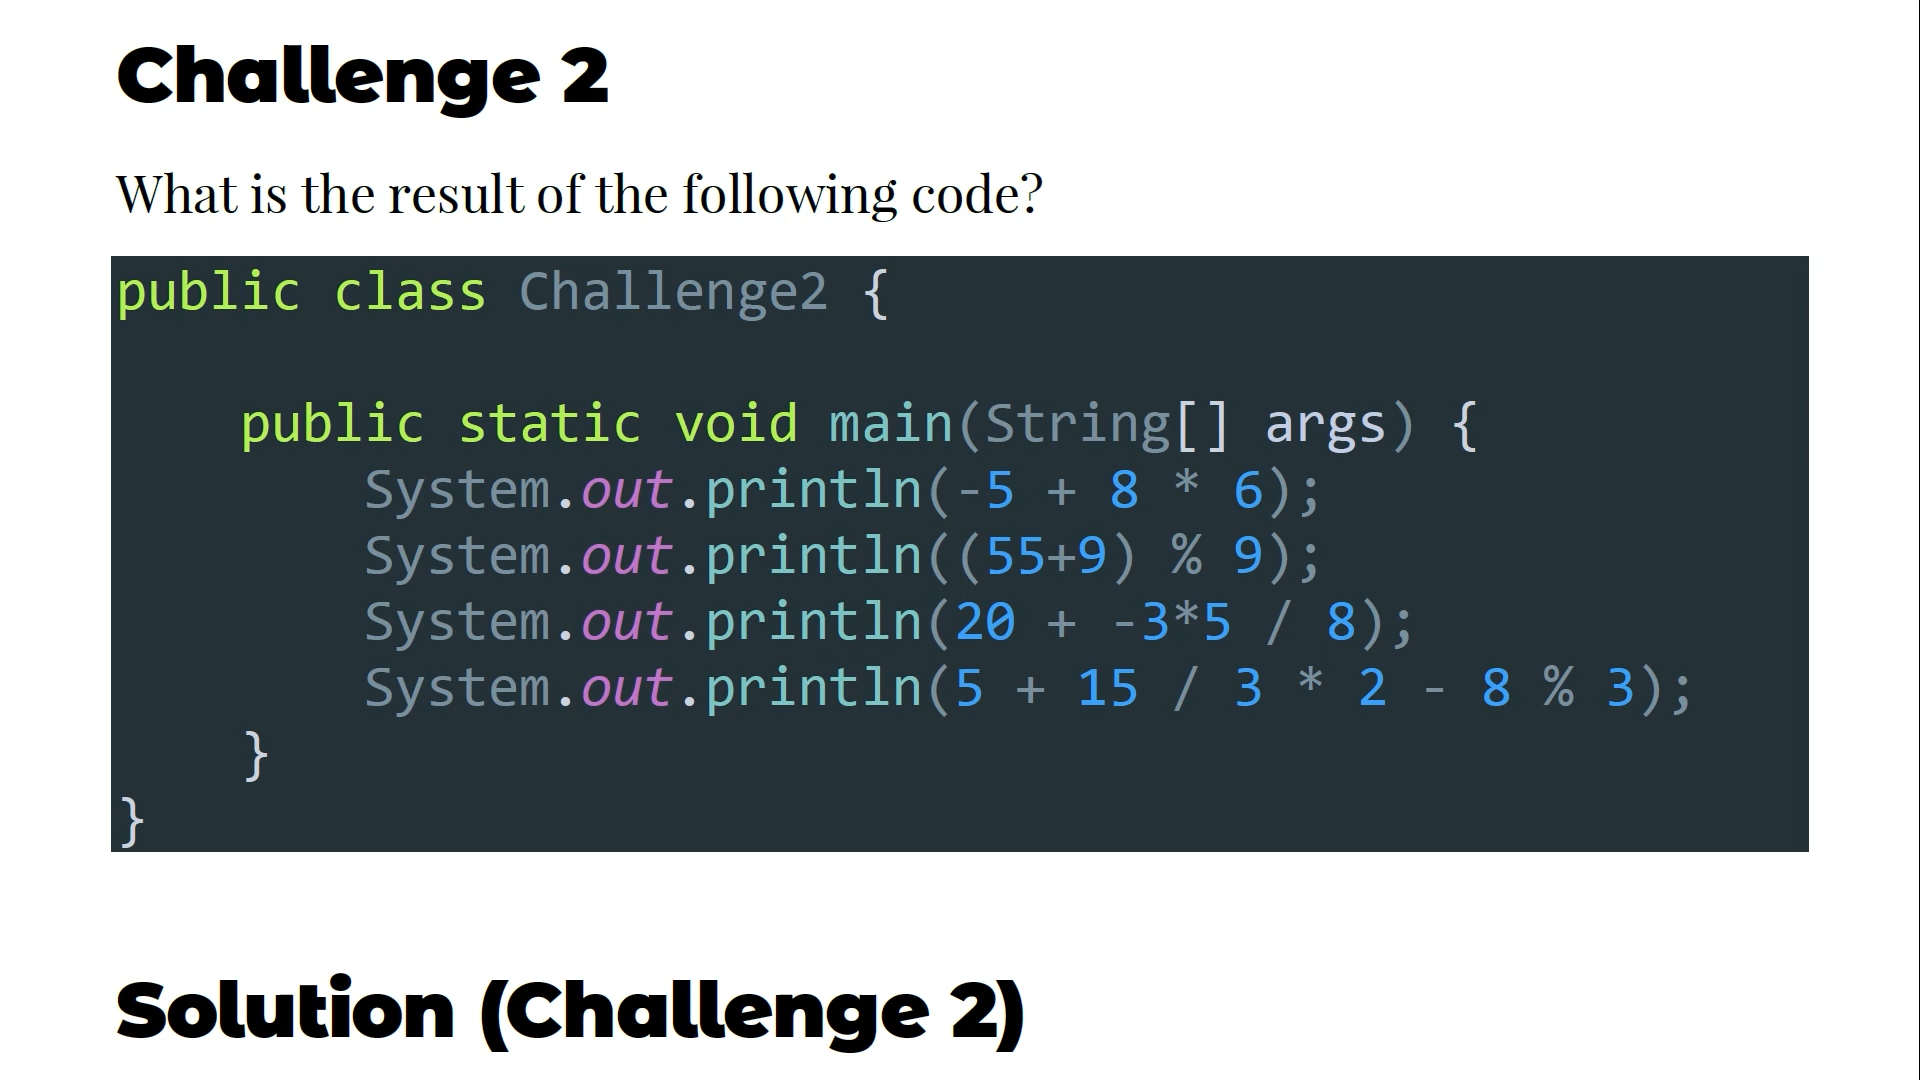 Challenge 2
What is the result of the following code?
public class Challenge2 {
    public static void main(String[] args) {
        System.out.println(-5 + 8 * 6);
        System.out.println((55+9) % 9);
        System.out.println(20 + -3*5 / 8);
        System.out.println(5 + 15 / 3 * 2 - 8 % 3);
    }
}
Solution (Challenge 2)